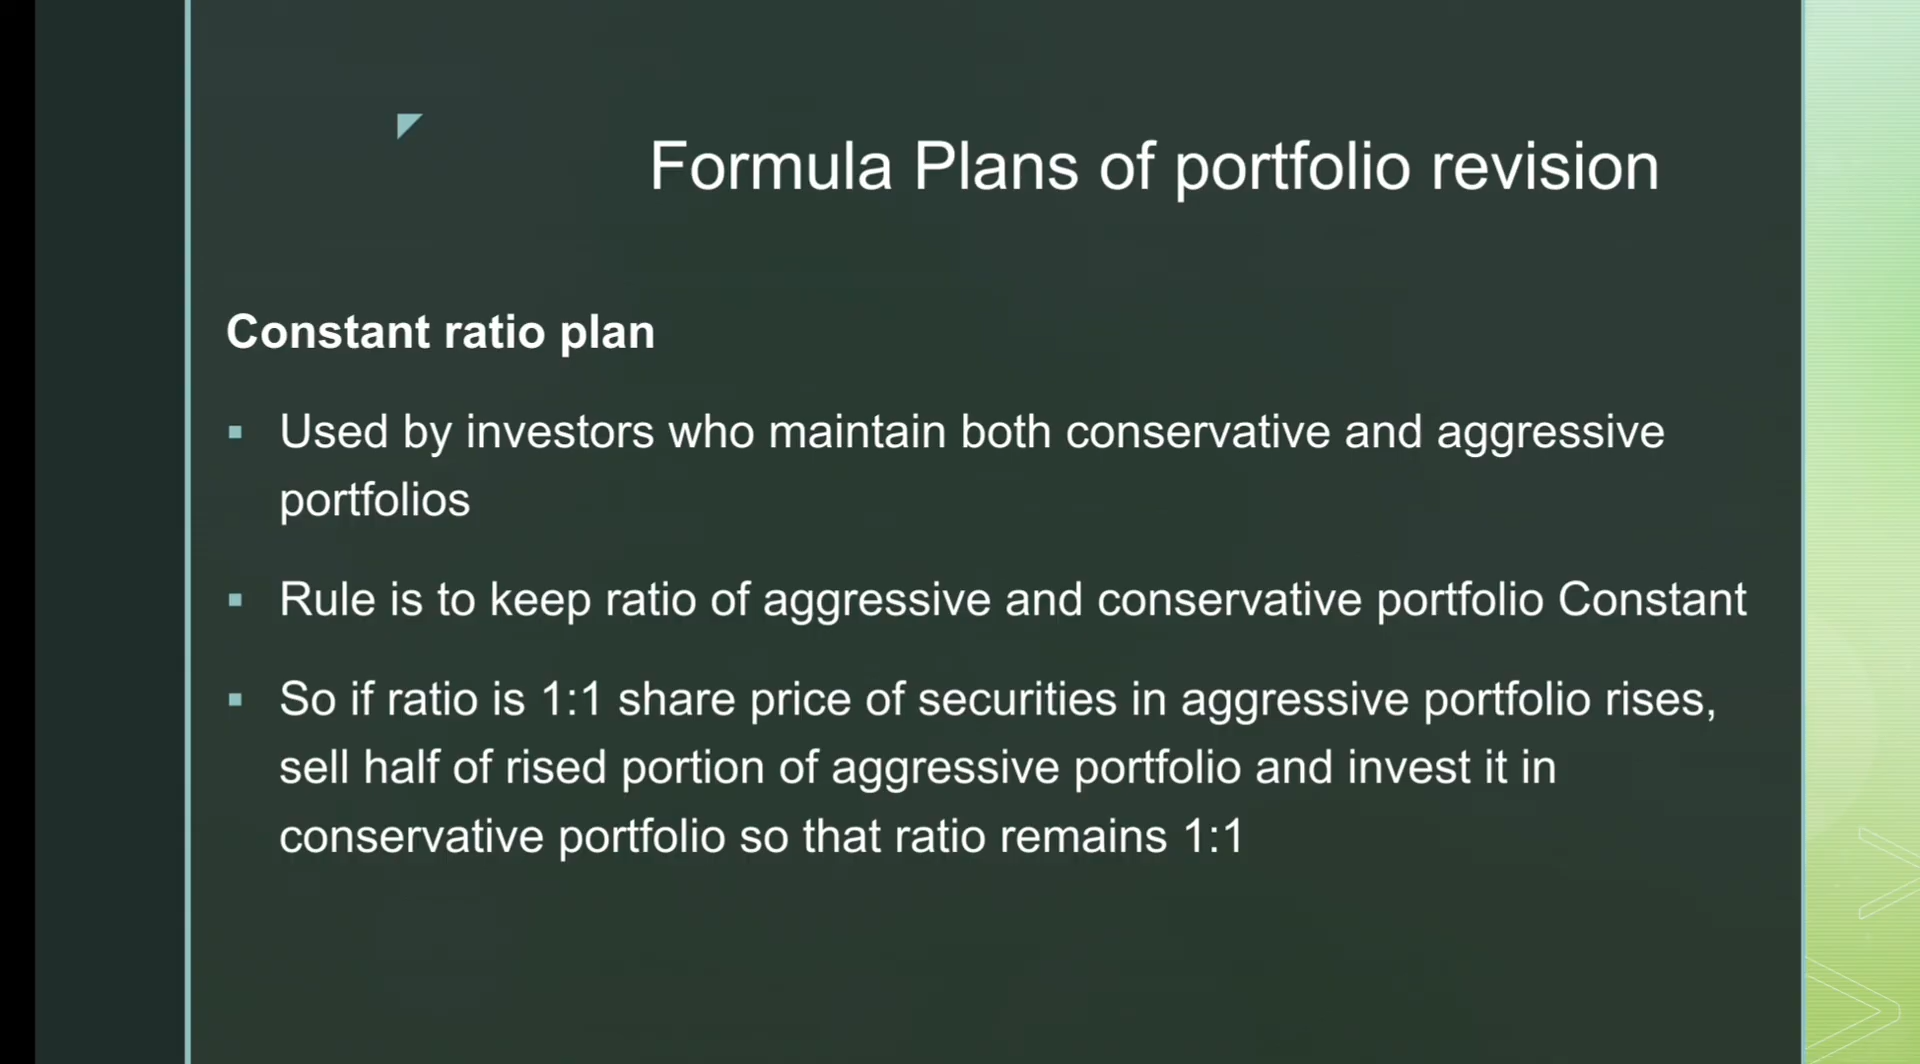 Formula Plans of portfolio revision
Constant ratio plan
▪ Used by investors who maintain both conservative and aggressive
portfolios
▪ Rule is to keep ratio of aggressive and conservative portfolio Constant
▪ So if ratio is 1:1 share price of securities in aggressive portfolio rises,
sell half of rised portion of aggressive portfolio and invest it in
conservative portfolio so that ratio remains 1:1